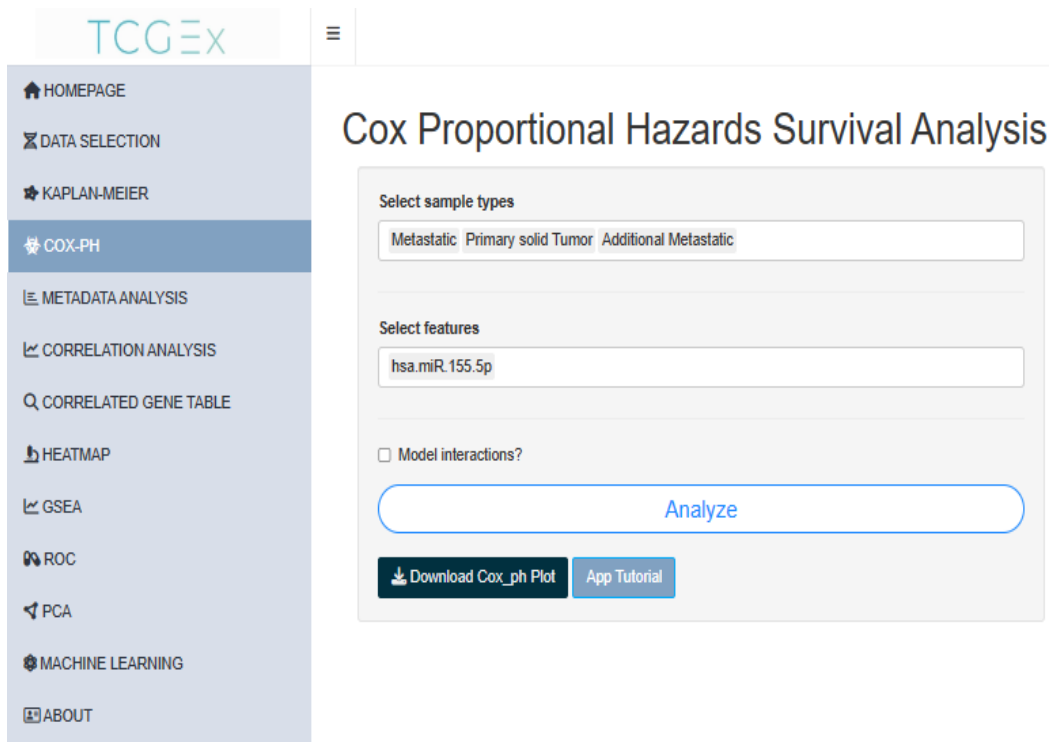 TCGEx
HOMEPAGE
DATA SELECTION
KAPLAN-MEIER
COX-PH
METADATA ANALYSIS
CORRELATION ANALYSIS
CORRELATED GENE TABLE
HEATMAP
GSEA
ROC
PCA
MACHINE LEARNING
ABOUT
Cox Proportional Hazards Survival Analysis
Select sample types
Metastatic Primary solid Tumor Additional Metastatic
Select features
hsa.miR.155.5p
Model interactions?
Analyze
Download Cox_ph Plot App Tutorial